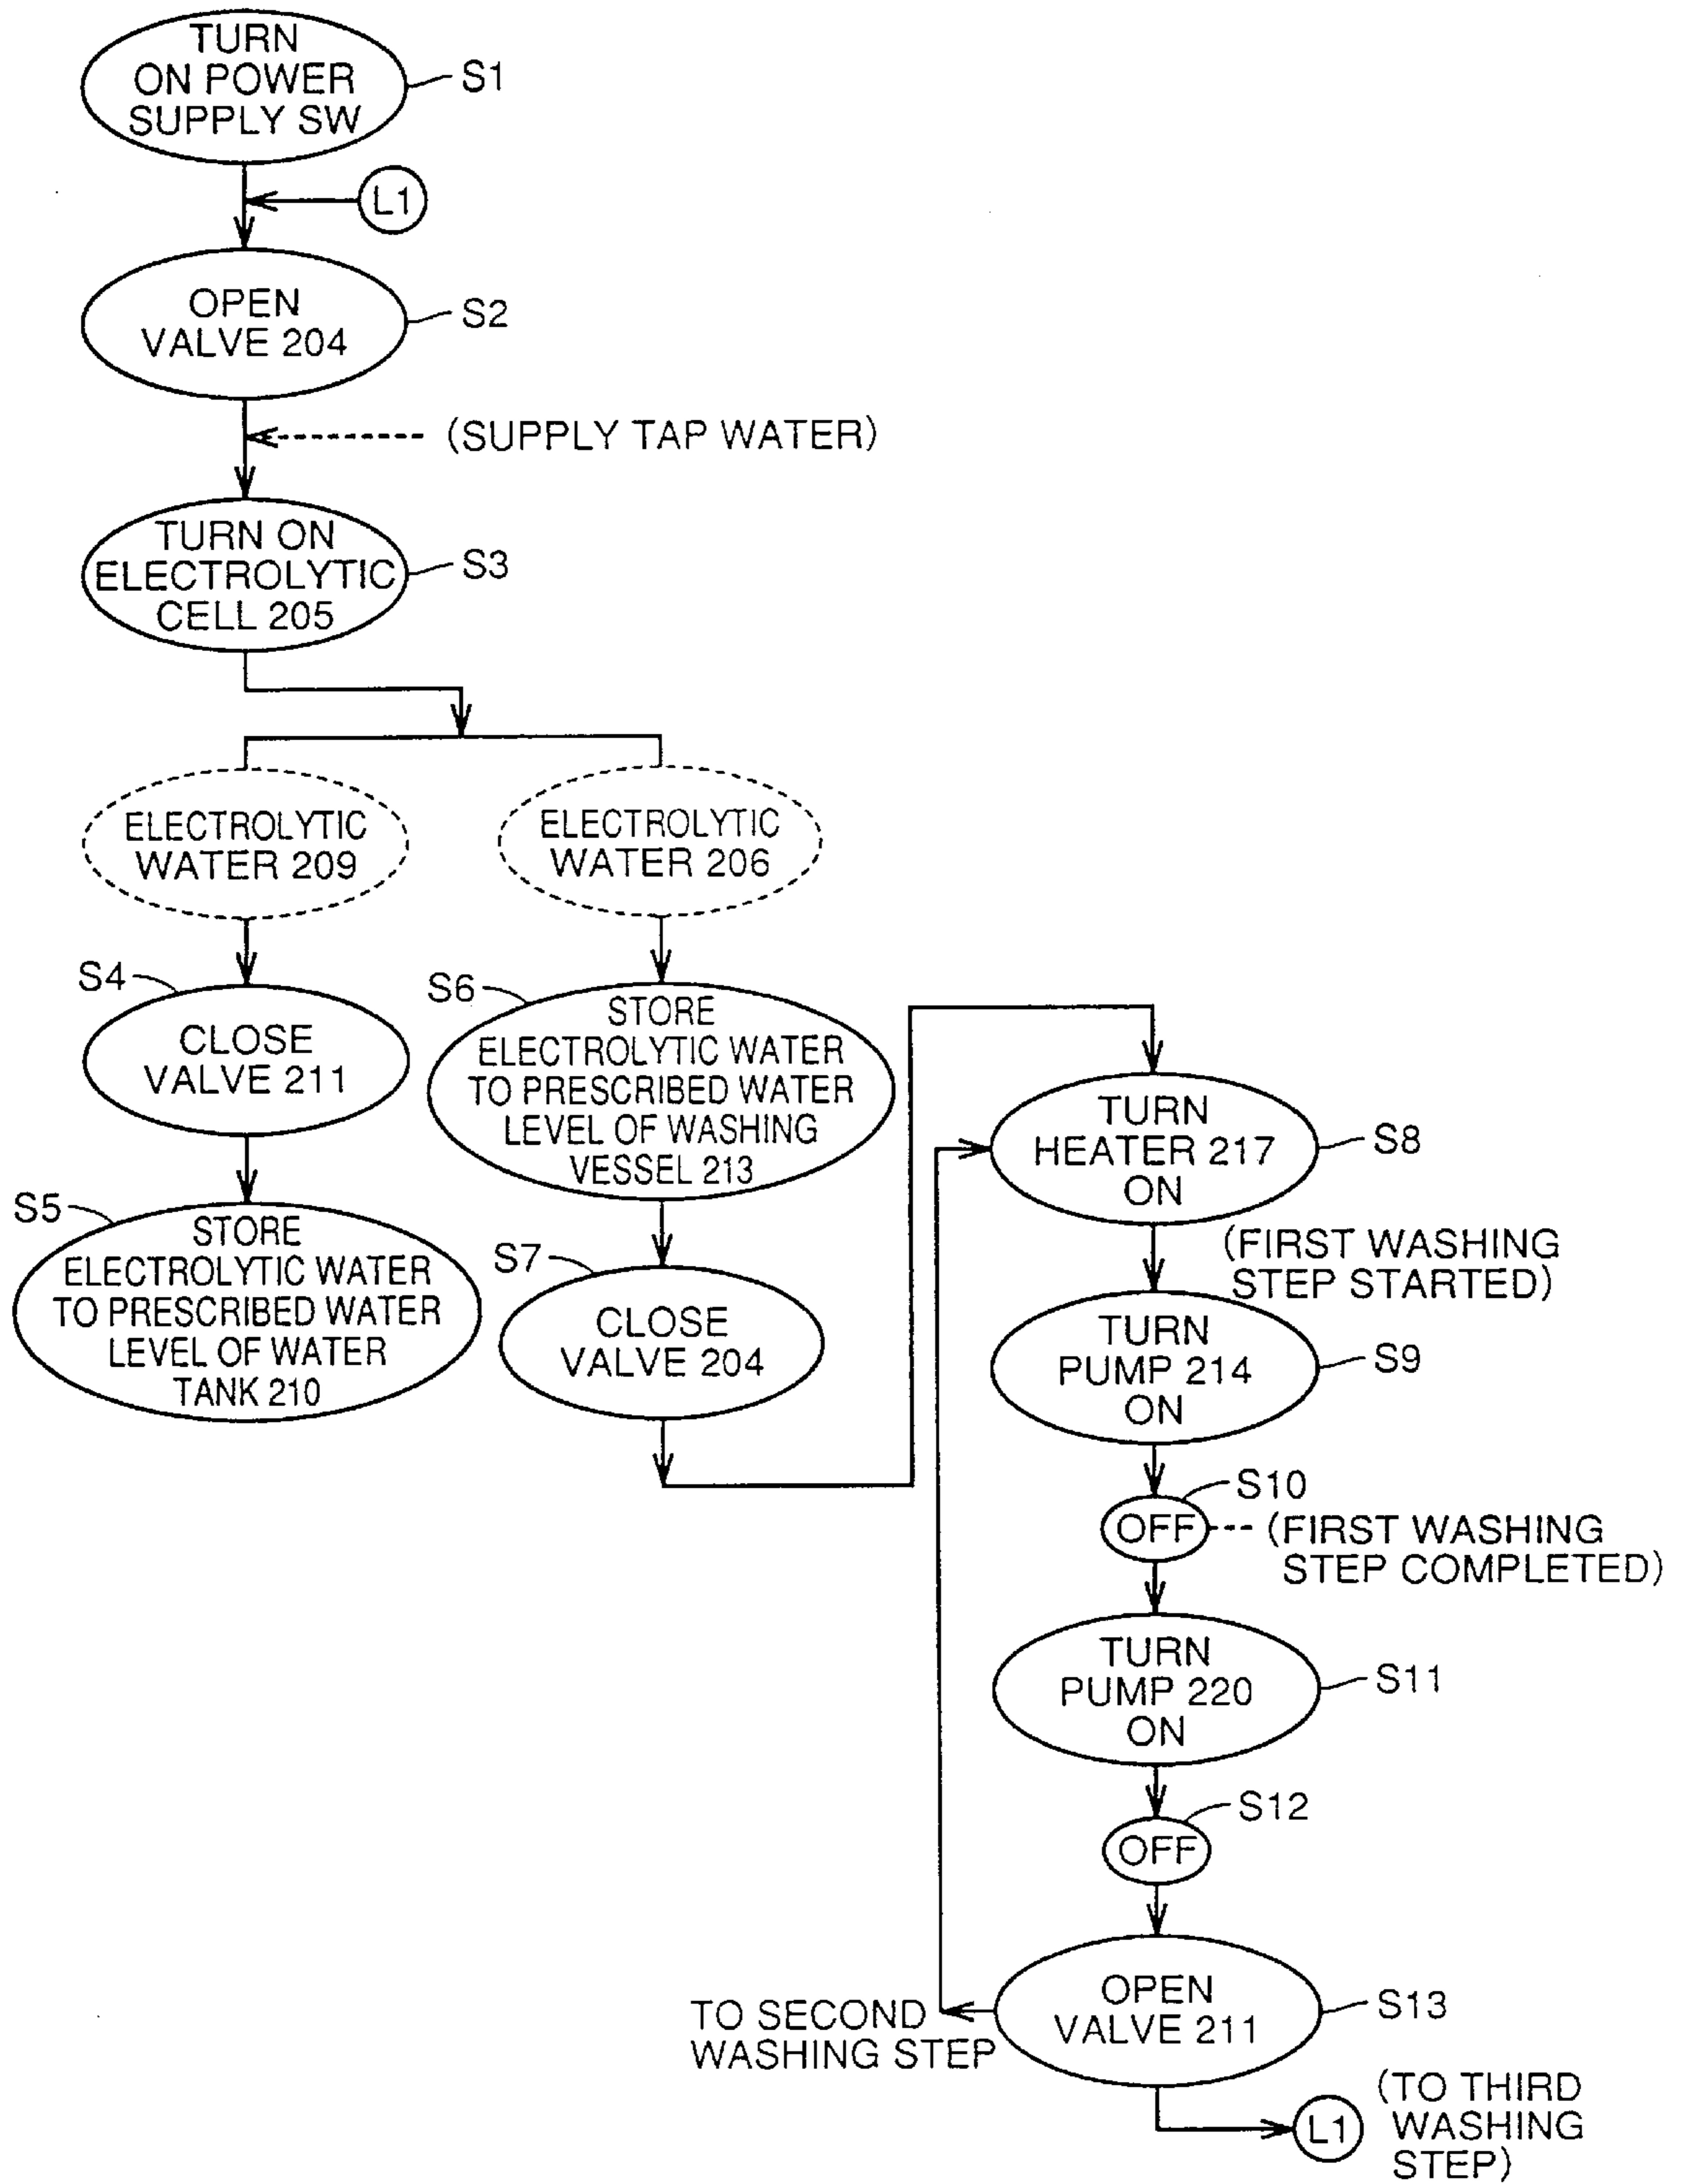 TURN
ON POWER
SUPPLY SW
S1
L1
OPEN
VALVE 204
S2
(SUPPLY TAP WATER)
TURN ON
ELECTROLYTIC
CELL 205
S3
ELECTROLYTIC
WATER 209
ELECTROLYTIC
WATER 206
S4
CLOSE
VALVE 211
S5
STORE
ELECTROLYTIC WATER
TO PRESCRIBED WATER
LEVEL OF WATER
TANK 210
S6
STORE
ELECTROLYTIC WATER
TO PRESCRIBED WATER
LEVEL OF WASHING
VESSEL 213
S7
CLOSE
VALVE 204
TURN
HEATER 217
ON
S8
(FIRST WASHING
STEP STARTED)
TURN
PUMP 214
ON
S9
S10
OFF
(FIRST WASHING
STEP COMPLETED)
TURN
PUMP 220
ON
S11
S12
OFF
OPEN
VALVE 211
S13
TO SECOND
WASHING STEP
L1
(TO THIRD
WASHING
STEP)